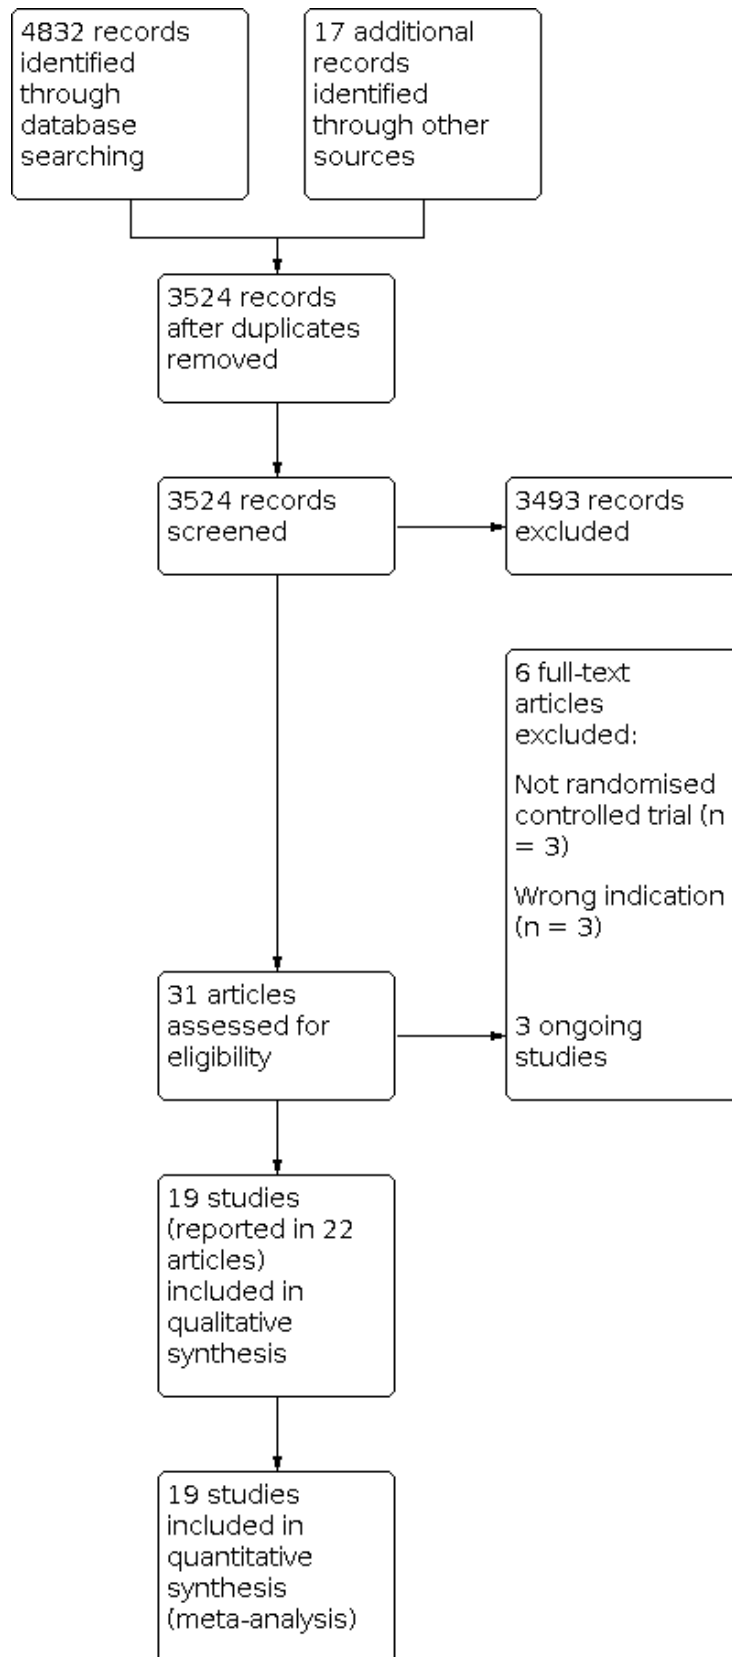 4832 records
identified
through
database
searching
17 additional
records
identified
through other
sources
3524 records
after duplicates
removed
3524 records
screened
3493 records
excluded
6 full-text
articles
excluded:
Not randomised
controlled trial (n
= 3)
Wrong indication
(n = 3)
3 ongoing
studies
31 articles
assessed for
eligibility
19 studies
(reported in 22
articles)
included in
qualitative
synthesis
19 studies
included in
quantitative
synthesis
(meta-analysis)